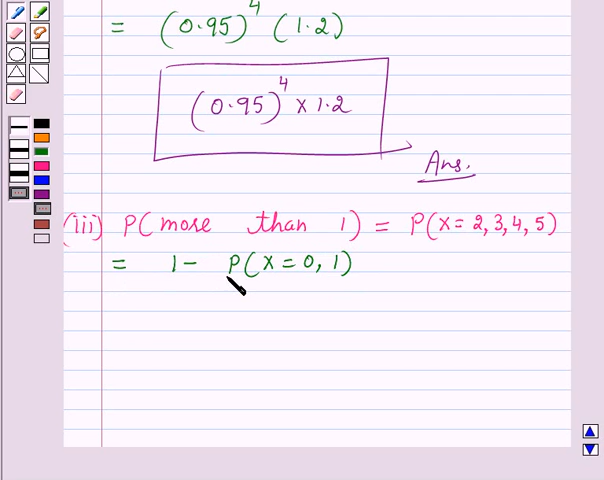 = (0.95)^4 (1.2)
(0.95)^4 × 1.2
Ans.
(iii) P(more than 1) = P(X=2,3,4,5)
= 1- P(X=0,1)